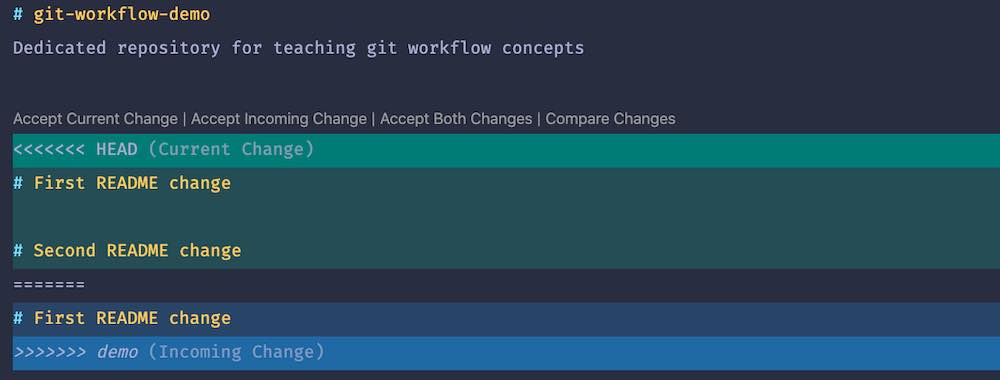 # git-workflow-demo
Dedicated repository for teaching git workflow concepts
Accept Current Change | Accept Incoming Change | Accept Both Changes | Compare Changes
<<<<<<< HEAD (Current Change)
# First README change
# Second README change
=======
# First README change
>>>>>>> demo (Incoming Change)